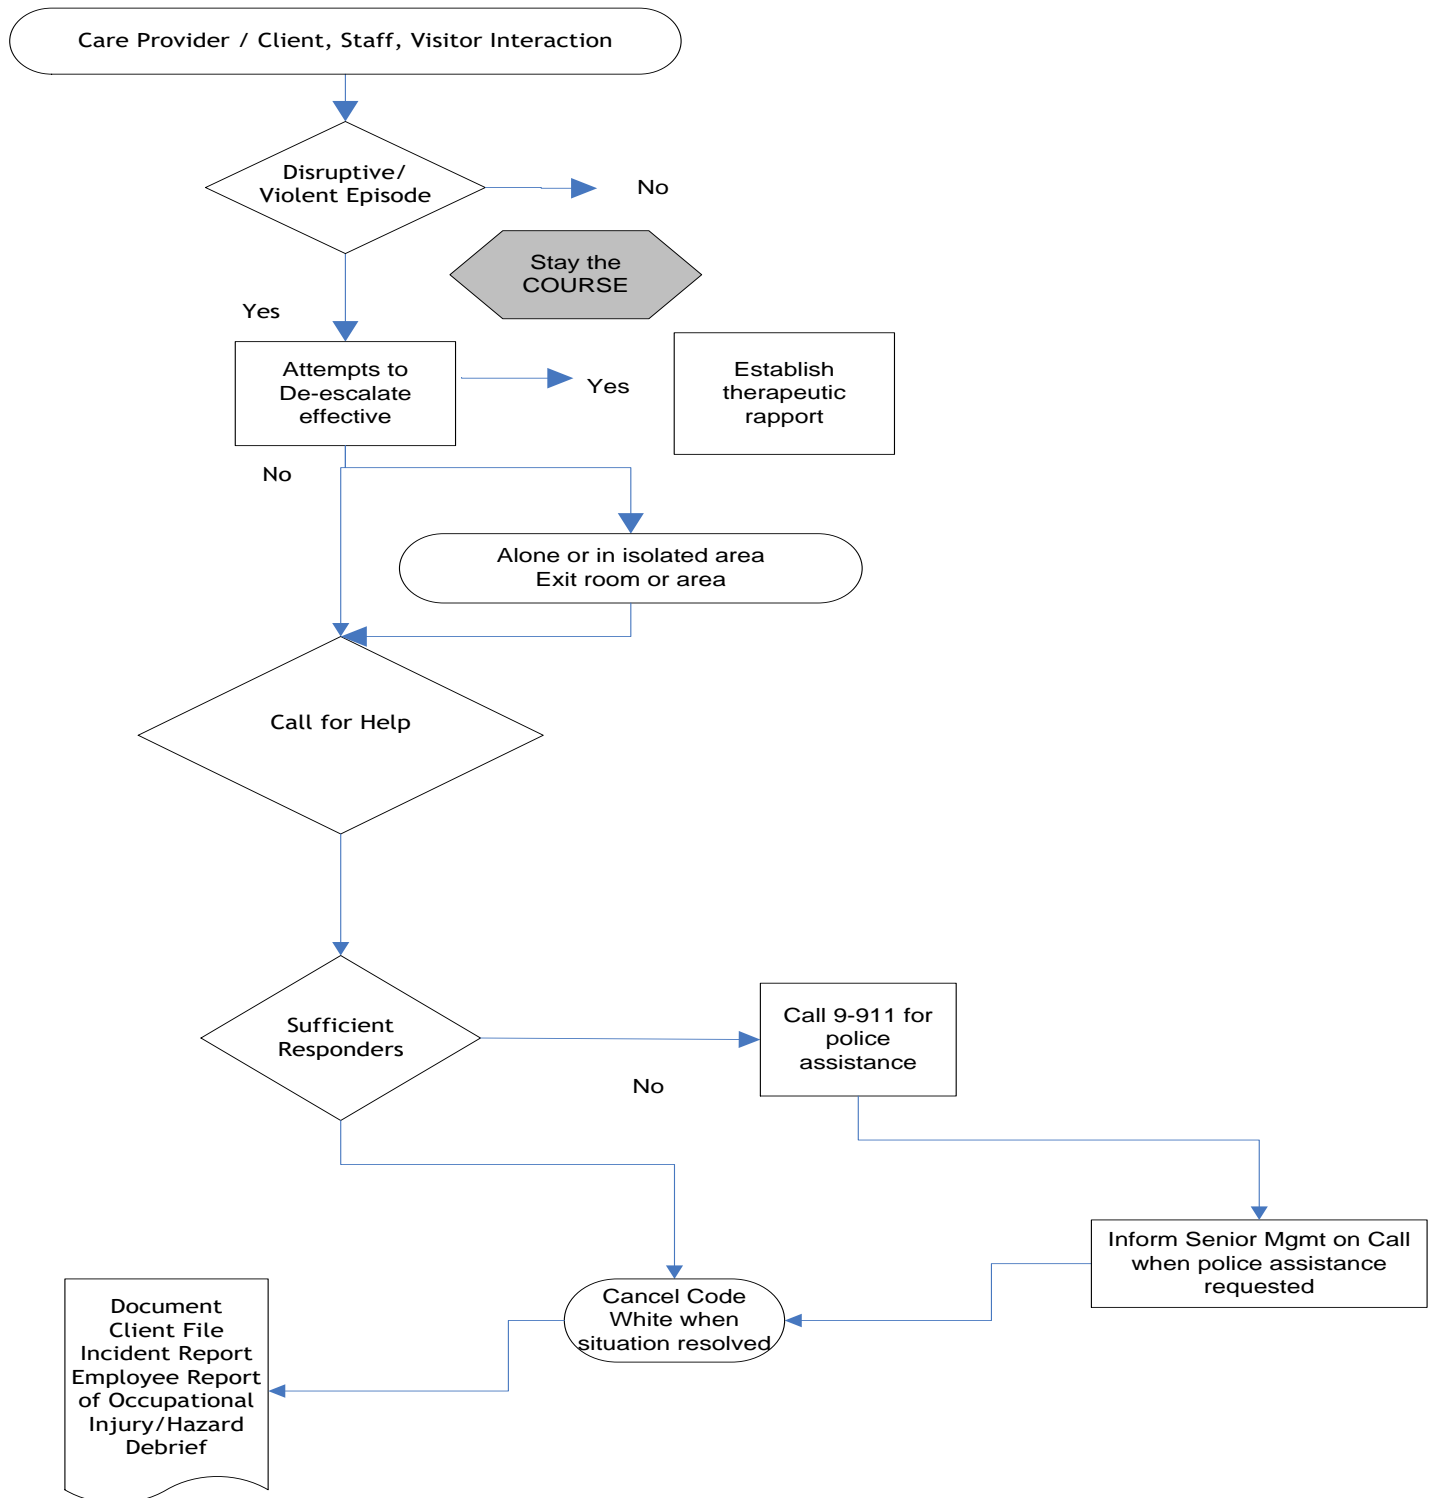 Care Provider / Client, Staff, Visitor Interaction
Disruptive/
Violent Episode
No
Stay the
COURSE
Yes
Attempts to
De-escalate
effective
Yes
Establish
therapeutic
rapport
No
Alone or in isolated area
Exit room or area
Call for Help
Sufficient
Responders
No
Call 9-911 for
police
assistance
Inform Senior Mgmt on Call
when police assistance
requested
Cancel Code
White when
situation resolved
Document
Client File
Incident Report
Employee Report
of Occupational
Injury/Hazard
Debrief